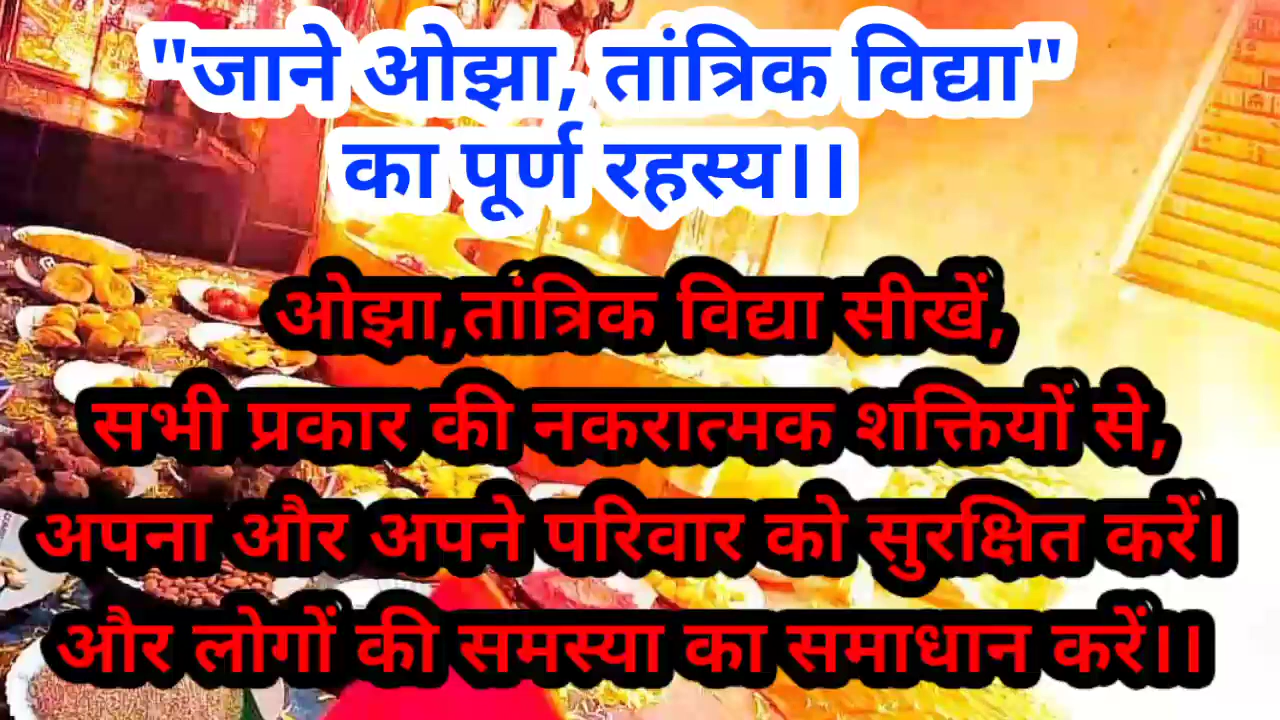 "जाने ओझा, तांत्रिक विद्या"
का पूर्ण रहस्य।।
ओझा,तांत्रिक विद्या सीखें,
सभी प्रकार की नकरात्मक शक्तियों से,
अपना और अपने परिवार को सुरक्षित करें।
और लोगों की समस्या का समाधान करें।।